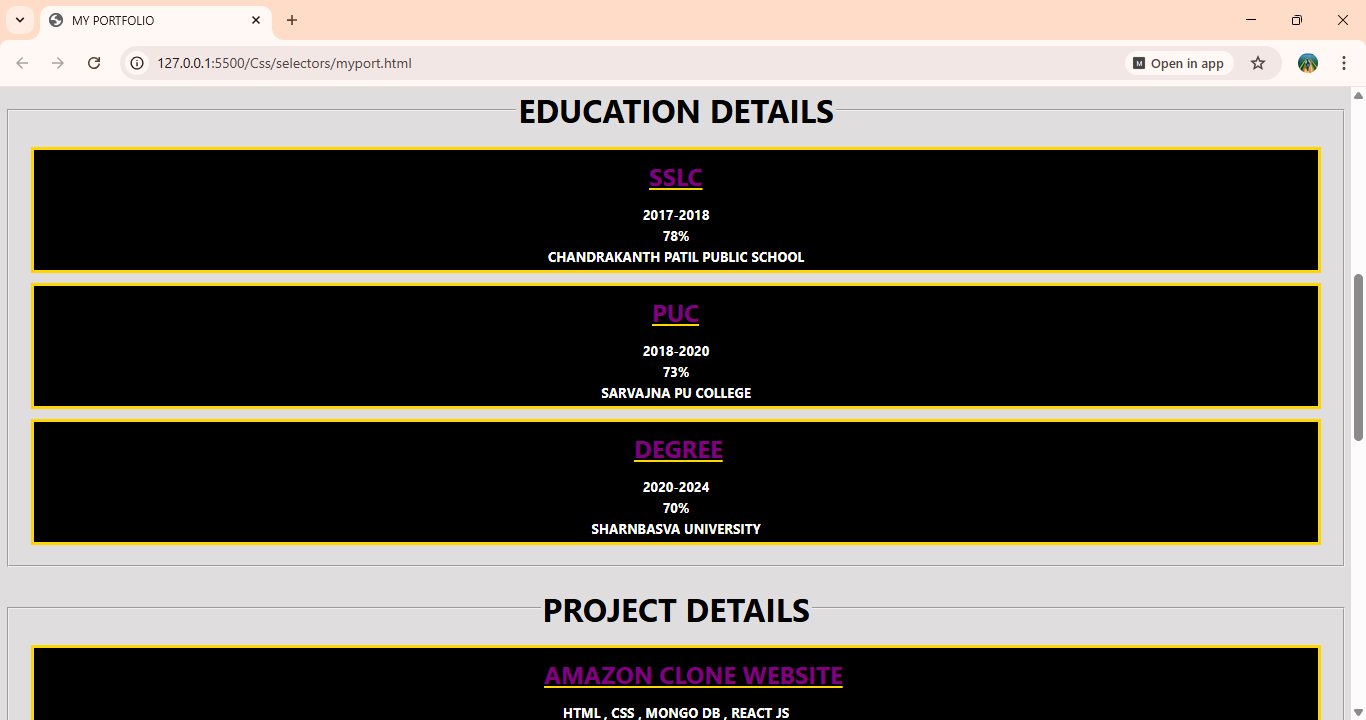 MY PORTFOLIO
127.0.0.1:5500/Css/selectors/myport.html
M Open in app
EDUCATION DETAILS
SSLC
2017-2018
78%
CHANDRAKANTH PATIL PUBLIC SCHOOL
PUC
2018-2020
73%
SARVAJNA PU COLLEGE
DEGREE
2020-2024
70%
SHARNBASVA UNIVERSITY
PROJECT DETAILS
AMAZON CLONE WEBSITE
HTML , CSS , MONGO DB , REACT JS